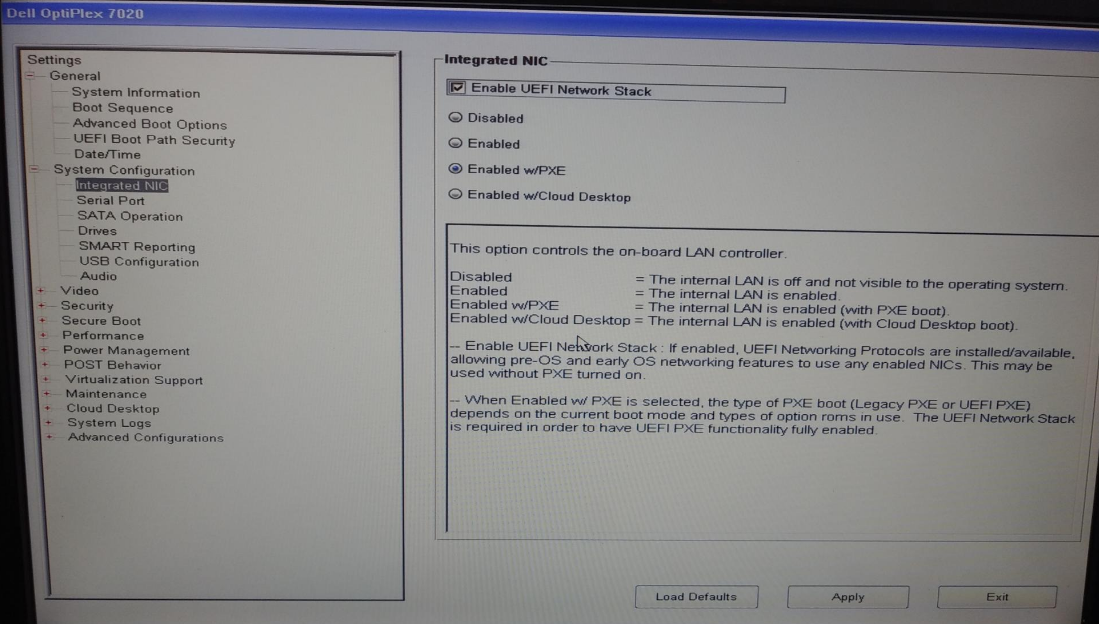 Dell OptiPlex 7020
Settings
General
System Information
Boot Sequence
Advanced Boot Options
UEFI Boot Path Security
Date/Time
System Configuration
Integrated NIC
Serial Port
SATA Operation
Drives
SMART Reporting
USB Configuration
Audio
Video
Security
Secure Boot
Performance
Power Management
POST Behavior
Virtualization Support
Maintenance
Cloud Desktop
System Logs
Advanced Configurations
Integrated NIC
Enable UEFI Network Stack
Disabled
Enabled
Enabled w/PXE
Enabled w/Cloud Desktop
This option controls the on-board LAN controller.
Disabled = The internal LAN is off and not visible to the operating system.
Enabled = The internal LAN is enabled.
Enabled w/PXE = The internal LAN is enabled (with PXE boot).
Enabled w/Cloud Desktop = The internal LAN is enabled (with Cloud Desktop boot).
-- Enable UEFI Network Stack : If enabled, UEFI Networking Protocols are installed/available,
allowing pre-OS and early OS networking features to use any enabled NICs. This may be
used without PXE turned on.
-- When Enabled w/ PXE is selected, the type of PXE boot (Legacy PXE or UEFI PXE)
depends on the current boot mode and types of option roms in use. The UEFI Network Stack
is required in order to have UEFI PXE functionality fully enabled.
Load Defaults
Apply
Exit